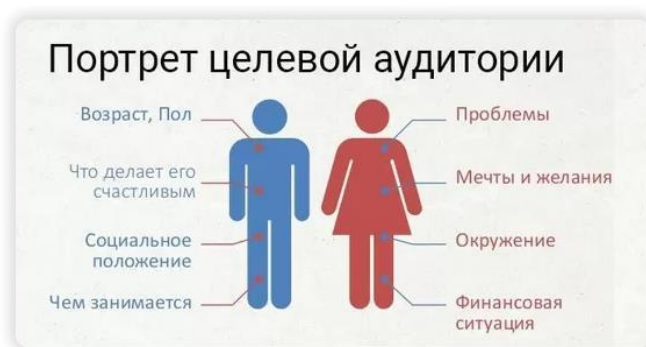 Портрет целевой аудитории
Возраст, Пол
Что делает его
счастливым
Социальное
положение
Чем занимается
Проблемы
Мечты и желания
Окружение
Финансовая
ситуация